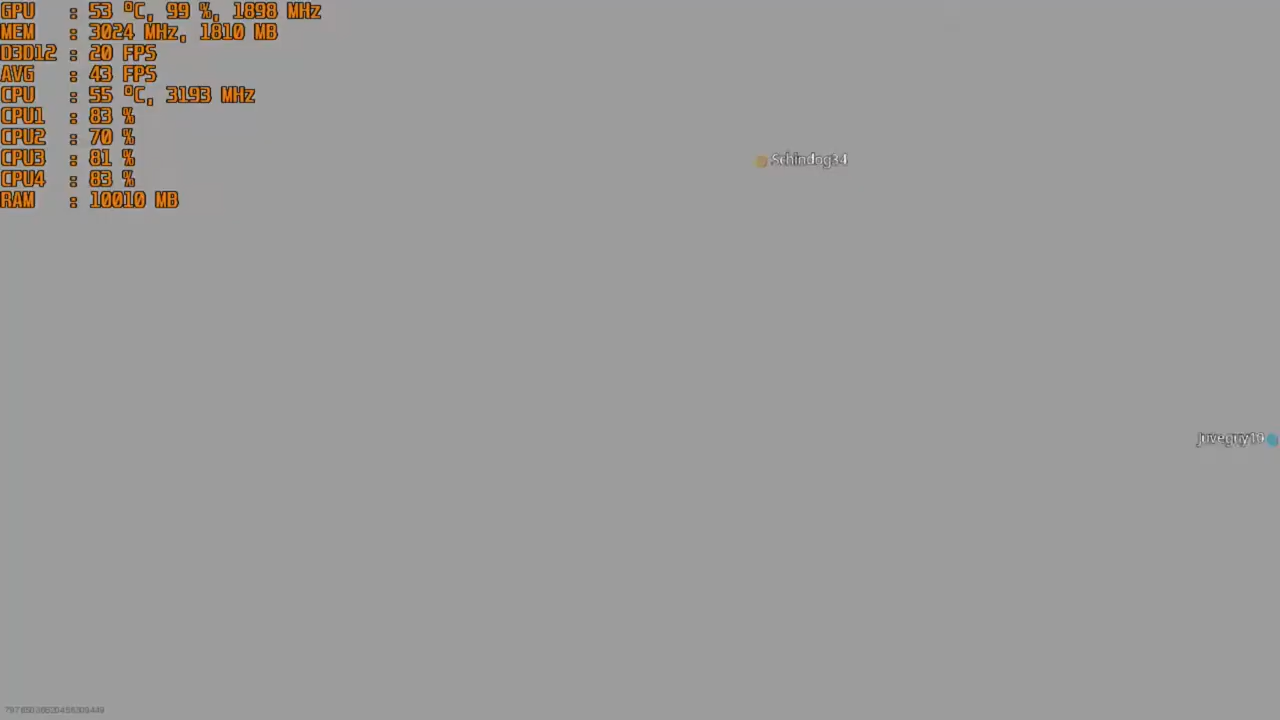 GPU : 53 °C, 99 %, 1898 MHz
MEM : 3024 MHz, 1810 MB
D3D12 : 20 FPS
AVG : 43 FPS
CPU : 55 °C, 3193 MHz
CPU1 : 83 %
CPU2 : 70 %
CPU3 : 81 %
CPU4 : 83 %
RAM : 10010 MB
Schindog34
Juveguy10